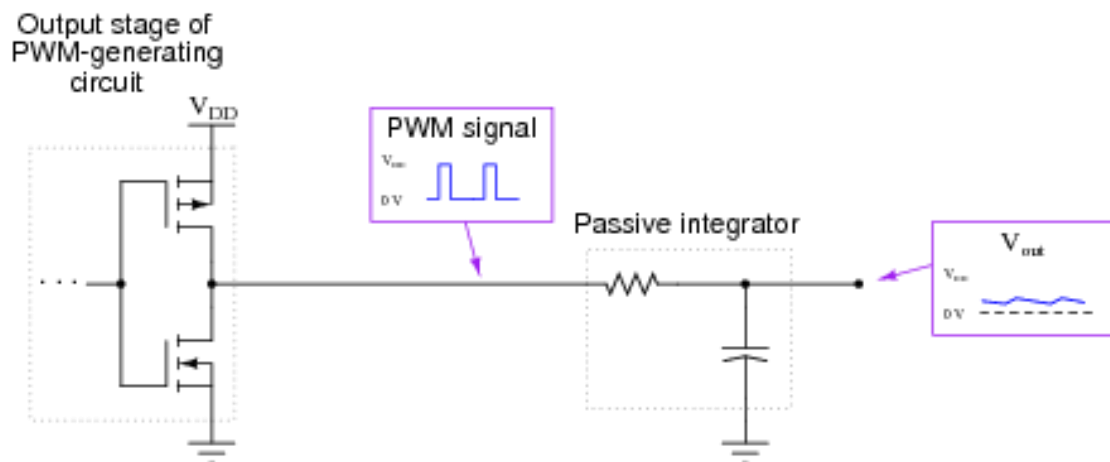 Output stage of
PWM-generating
circuit
VDD
PWM signal
0 V
Passive integrator
Vout
0 V
. . .